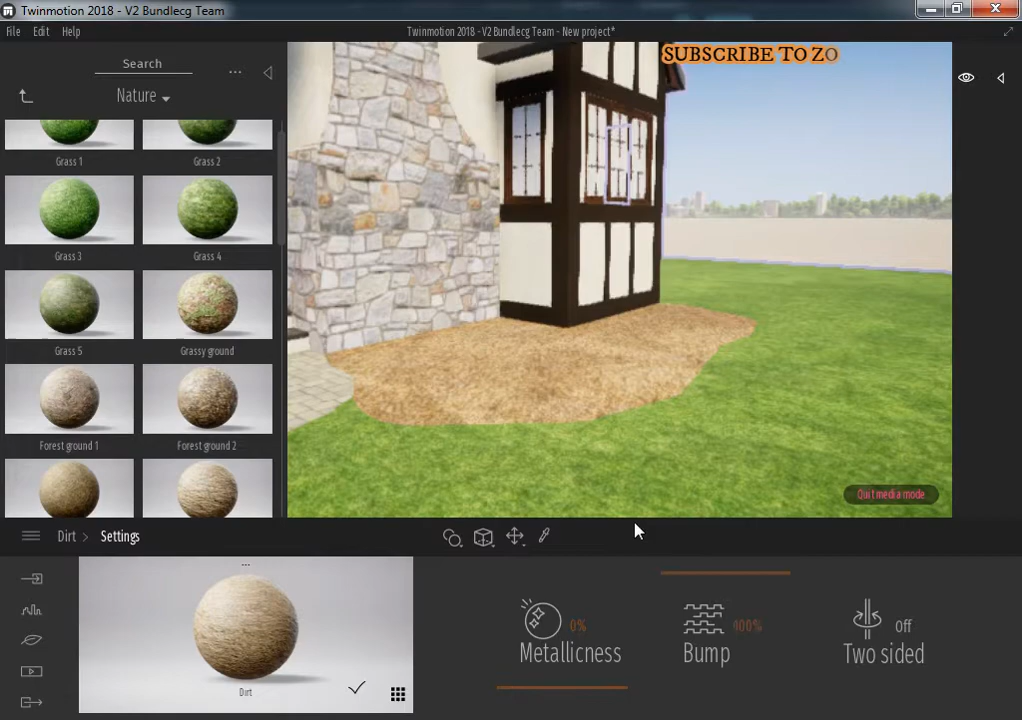 Twinmotion 2018 - V2 Bundlecg Team
File Edit Help
Twinmotion 2018 - V2 Bundlecg Team - New project*
Search
...
Nature
SUBSCRIBE TO ZO
Grass 1
Grass 2
Grass 3
Grass 4
Grass 5
Grassy ground
Forest ground 1
Forest ground 2
Quit media mode
Dirt > Settings
...
Dirt
0%
Metallicness
100%
Bump
Off
Two sided